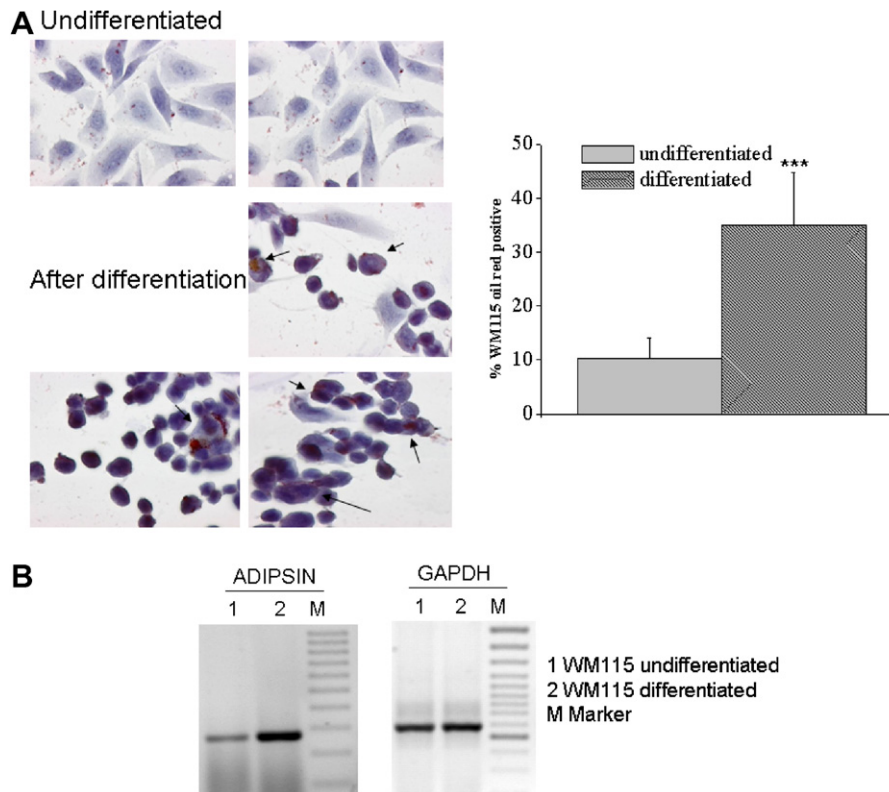 A Undifferentiated
After differentiation
50
40
30
20
10
0
% WM115 oil red positive
undifferentiated
differentiated
***
B
ADIPSIN
1 2 M
GAPDH
1 2 M
1 WM115 undifferentiated
2 WM115 differentiated
M Marker